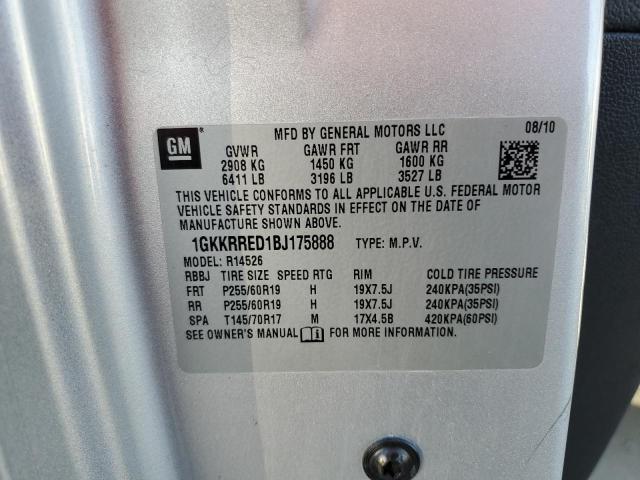 GM ® MFD BY GENERAL MOTORS LLC 08/10
GVWR GAWR FRT GAWR RR
2908 KG 1450 KG 1600 KG
6411 LB 3196 LB 3527 LB
THIS VEHICLE CONFORMS TO ALL APPLICABLE U.S. FEDERAL MOTOR
VEHICLE SAFETY STANDARDS IN EFFECT ON THE DATE OF
MANUFACTURE SHOWN ABOVE.
1GKKRRED1BJ175888 TYPE: M.P.V.
MODEL: R14526
RBBJ TIRE SIZE SPEED RTG RIM COLD TIRE PRESSURE
FRT P255/60R19 H 19X7.5J 240KPA(35PSI)
RR P255/60R19 H 19X7.5J 240KPA(35PSI)
SPA T145/70R17 M 17X4.5B 420KPA(60PSI)
SEE OWNER'S MANUAL FOR MORE INFORMATION.